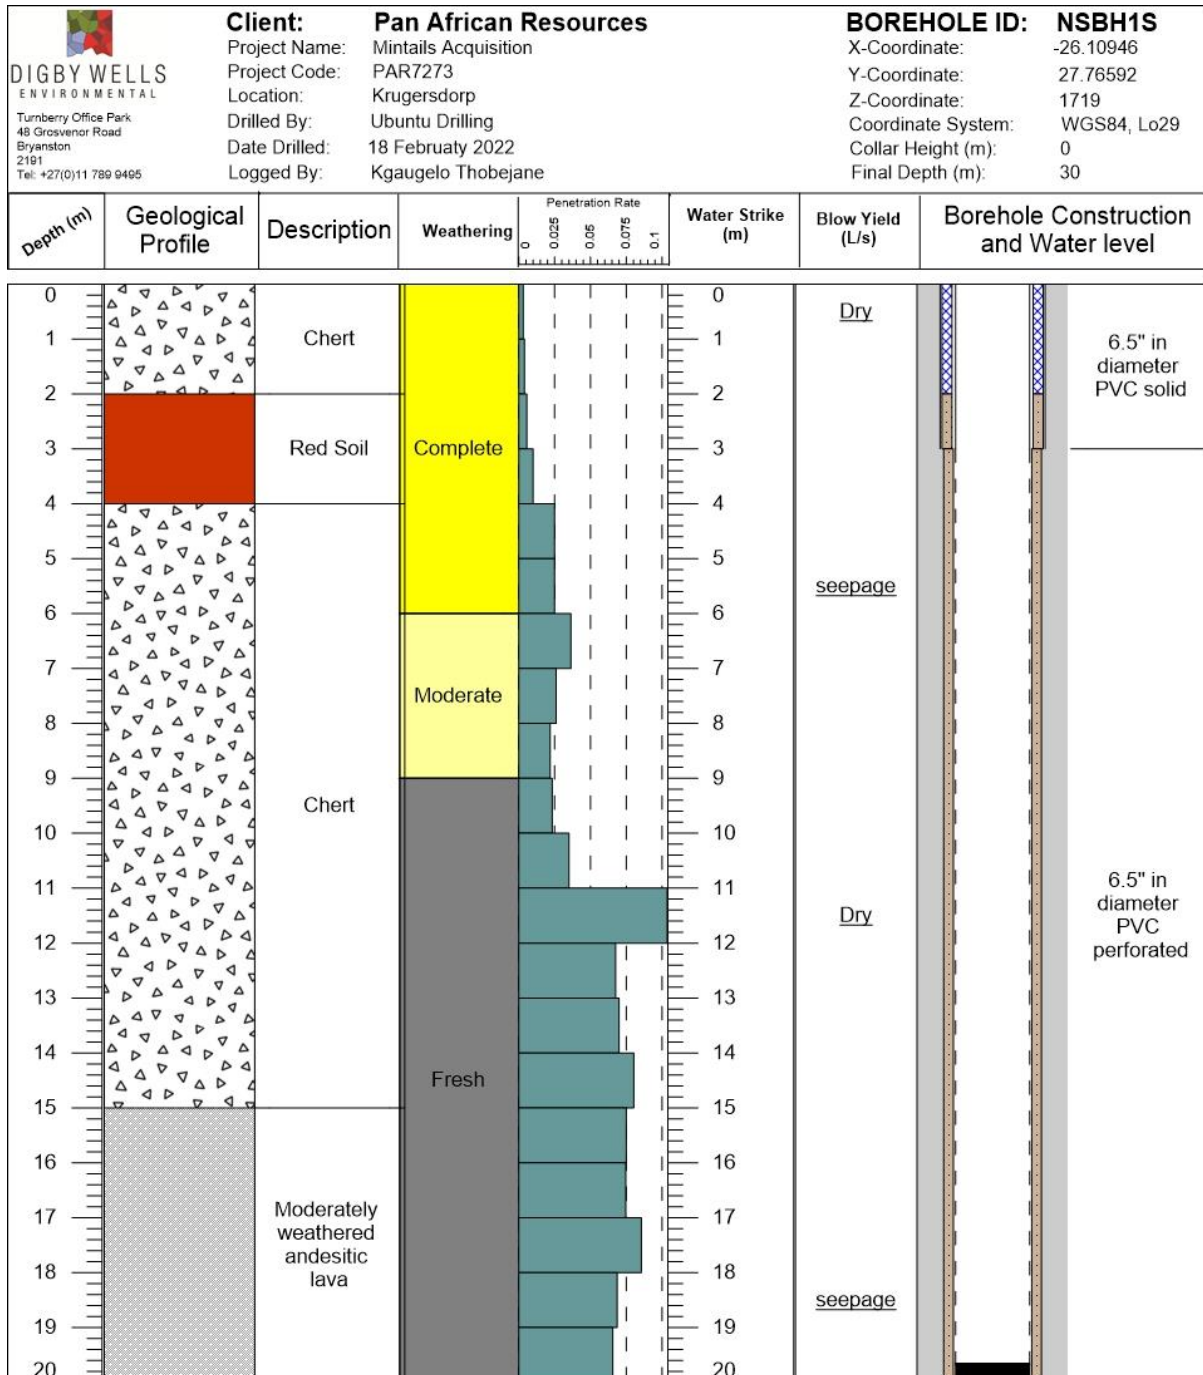 DIGBY WELLS
ENVIRONMENTAL
Turnberry Office Park
48 Grosvenor Road
Bryanston
2191
Tel: +27(0)11 789 9495
Client: Pan African Resources
Project Name: Mintails Acquisition
Project Code: PAR7273
Location: Krugersdorp
Drilled By: Ubuntu Drilling
Date Drilled: 18 Februaty 2022
Logged By: Kgaugelo Thobejane
BOREHOLE ID: NSBH1S
X-Coordinate: -26.10946
Y-Coordinate: 27.76592
Z-Coordinate: 1719
Coordinate System: WGS84, Lo29
Collar Height (m): 0
Final Depth (m): 30
Depth (m)
Geological
Profile
Description
Weathering
Penetration Rate
0 0.025 0.05 0.075 0.1
Water Strike
(m)
Blow Yield
(L/s)
Borehole Construction
and Water level
0
1
2
3
4
5
6
7
8
9
10
11
12
13
14
15
16
17
18
19
20
Chert
Red Soil
Chert
Moderately
weathered
andesitic
lava
Complete
Moderate
Fresh
0
1
2
3
4
5
6
7
8
9
10
11
12
13
14
15
16
17
18
19
20
Dry
seepage
Dry
seepage
6.5" in
diameter
PVC solid
6.5" in
diameter
PVC
perforated